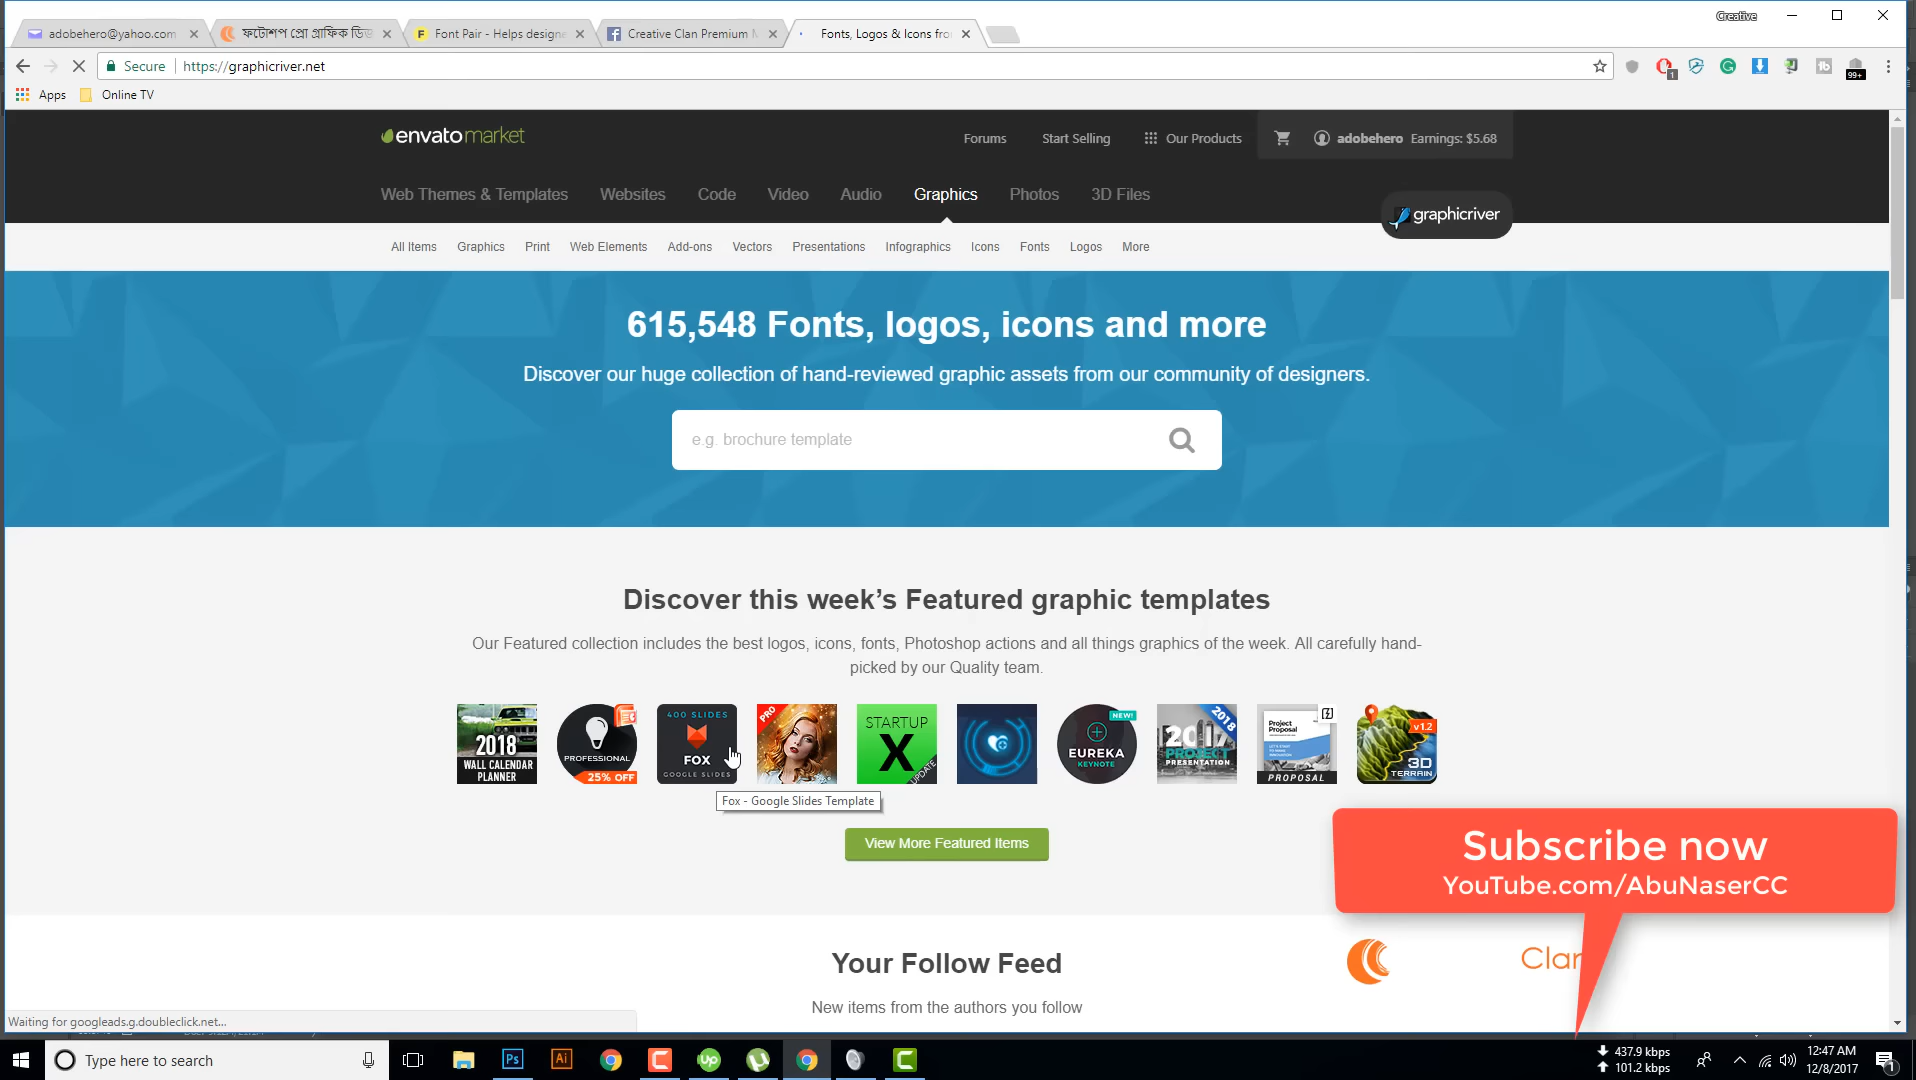 Creative
adobehero@yahoo.com
ফটোশপ প্রো গ্রাফিক ডিজ
Font Pair - Helps designe
Creative Clan Premium M
Fonts, Logos & Icons fro
Secure
https://graphicriver.net
1
99+
Apps
Online TV
envatomarket
Forums
Start Selling
Our Products
adobehero Earnings: $5.68
Web Themes & Templates
Websites
Code
Video
Audio
Graphics
Photos
3D Files
graphicriver
All Items
Graphics
Print
Web Elements
Add-ons
Vectors
Presentations
Infographics
Icons
Fonts
Logos
More
615,548 Fonts, logos, icons and more
Discover our huge collection of hand-reviewed graphic assets from our community of designers.
e.g. brochure template
Discover this week's Featured graphic templates
Our Featured collection includes the best logos, icons, fonts, Photoshop actions and all things graphics of the week. All carefully hand-
picked by our Quality team.
2018
WALL CALENDAR
PLANNER
PROFESSIONAL
25% OFF
400 SLIDES
FOX
GOOGLE SLIDES
PRO
STARTUP
X
UPDATE
NEW!
EUREKA
KEYNOTE
2018
2017
PROJECT
PRESENTATION
Project
Proposal
PROPOSAL
v1.2
3D
TERRAIN
Fox - Google Slides Template
View More Featured Items
Subscribe now
YouTube.com/AbuNaserCC
Your Follow Feed
New items from the authors you follow
Clan
Waiting for googleads.g.doubleclick.net...
Type here to search
Ps
Ai
Up
437.9 kbps
101.2 kbps
12:47 AM
12/8/2017
1